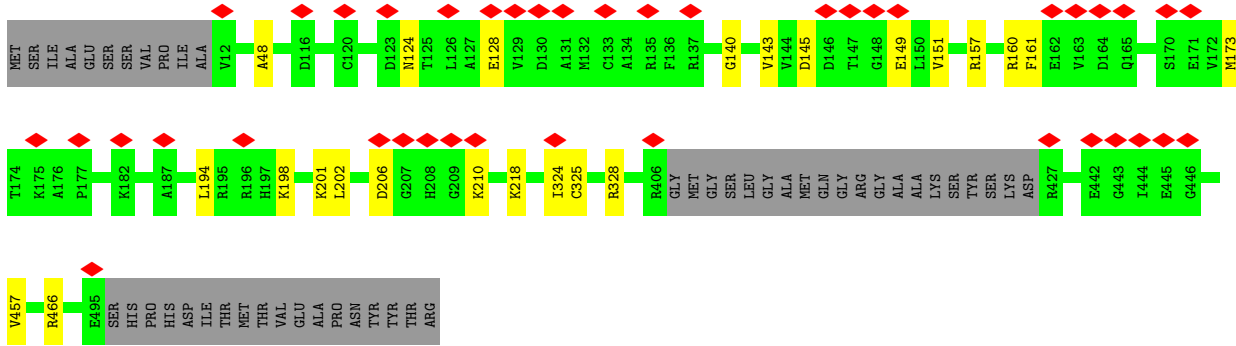 MET SER ILE ALA GLU SER SER VAL PRO ILE ALA V12 A48 D116 C120 D123 N124 T125 L126 A127 E128 V129 D130 A131 M132 C133 A134 R135 F136 R137 G140 V143 V144 D145 D146 T147 G148 E149 L150 V151 R157 R160 F161 E162 V163 D164 Q165 S170 E171 V172 M173
T174 K175 A176 P177 K182 A187 L194 R195 R196 H197 K198 K201 L202 D206 G207 H208 G209 K210 K218 I324 C325 R328 R406 GLY MET GLY SER LEU GLY ALA MET GLN GLY ARG GLY ALA ALA LYS SER TYR SER LYS ASP R427 E442 G443 I444 E445 G446
V457 R466 E495 SER HIS PRO HIS ASP ILE THR MET THR VAL GLU ALA PRO ASN TYR TYR THR ARG